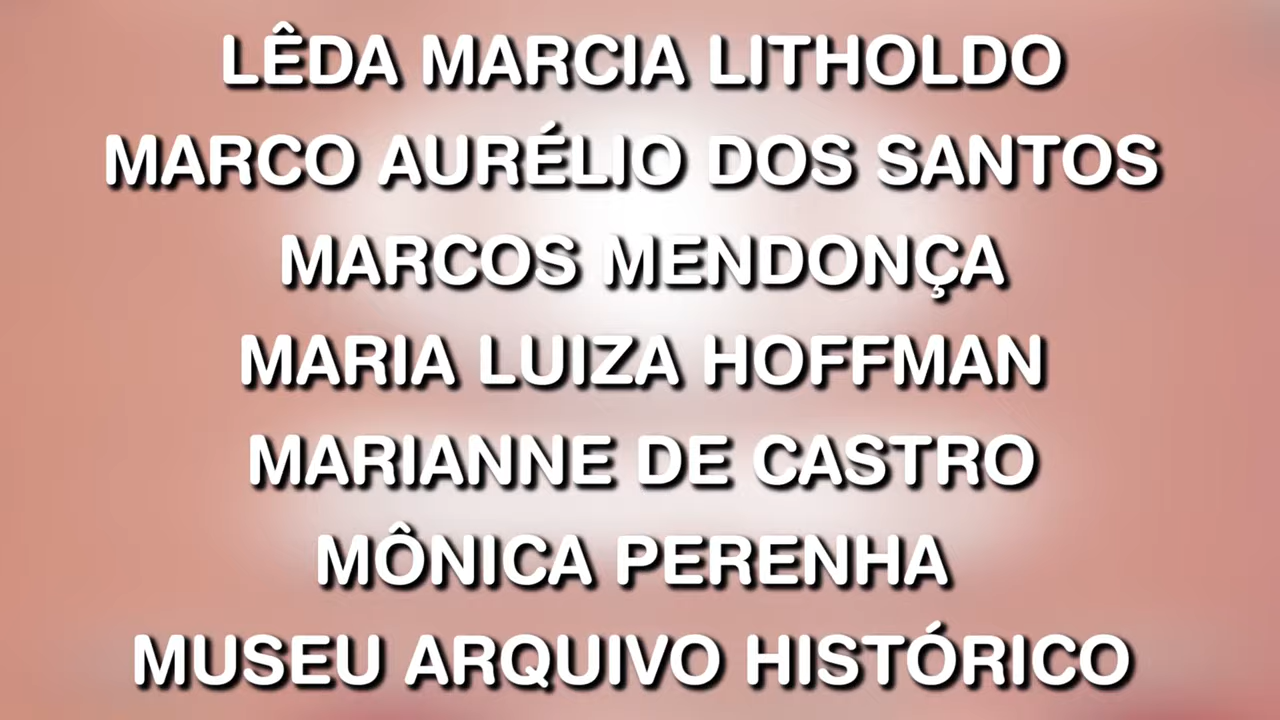 LÊDA MARCIA LITHOLDO
MARCO AURÉLIO DOS SANTOS
MARCOS MENDONÇA
MARIA LUIZA HOFFMAN
MARIANNE DE CASTRO
MÔNICA PERENHA
MUSEU ARQUIVO HISTÓRICO